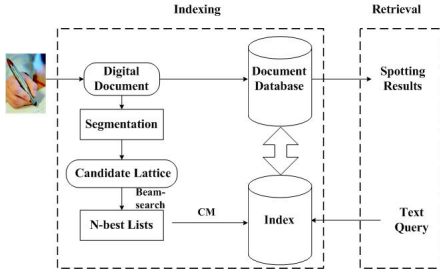 Indexing
Retrieval
Digital
Document
Document
Database
Spotting
Results
Segmentation
Candidate Lattice
Beam-
search
N-best Lists
CM
Index
Text
Query